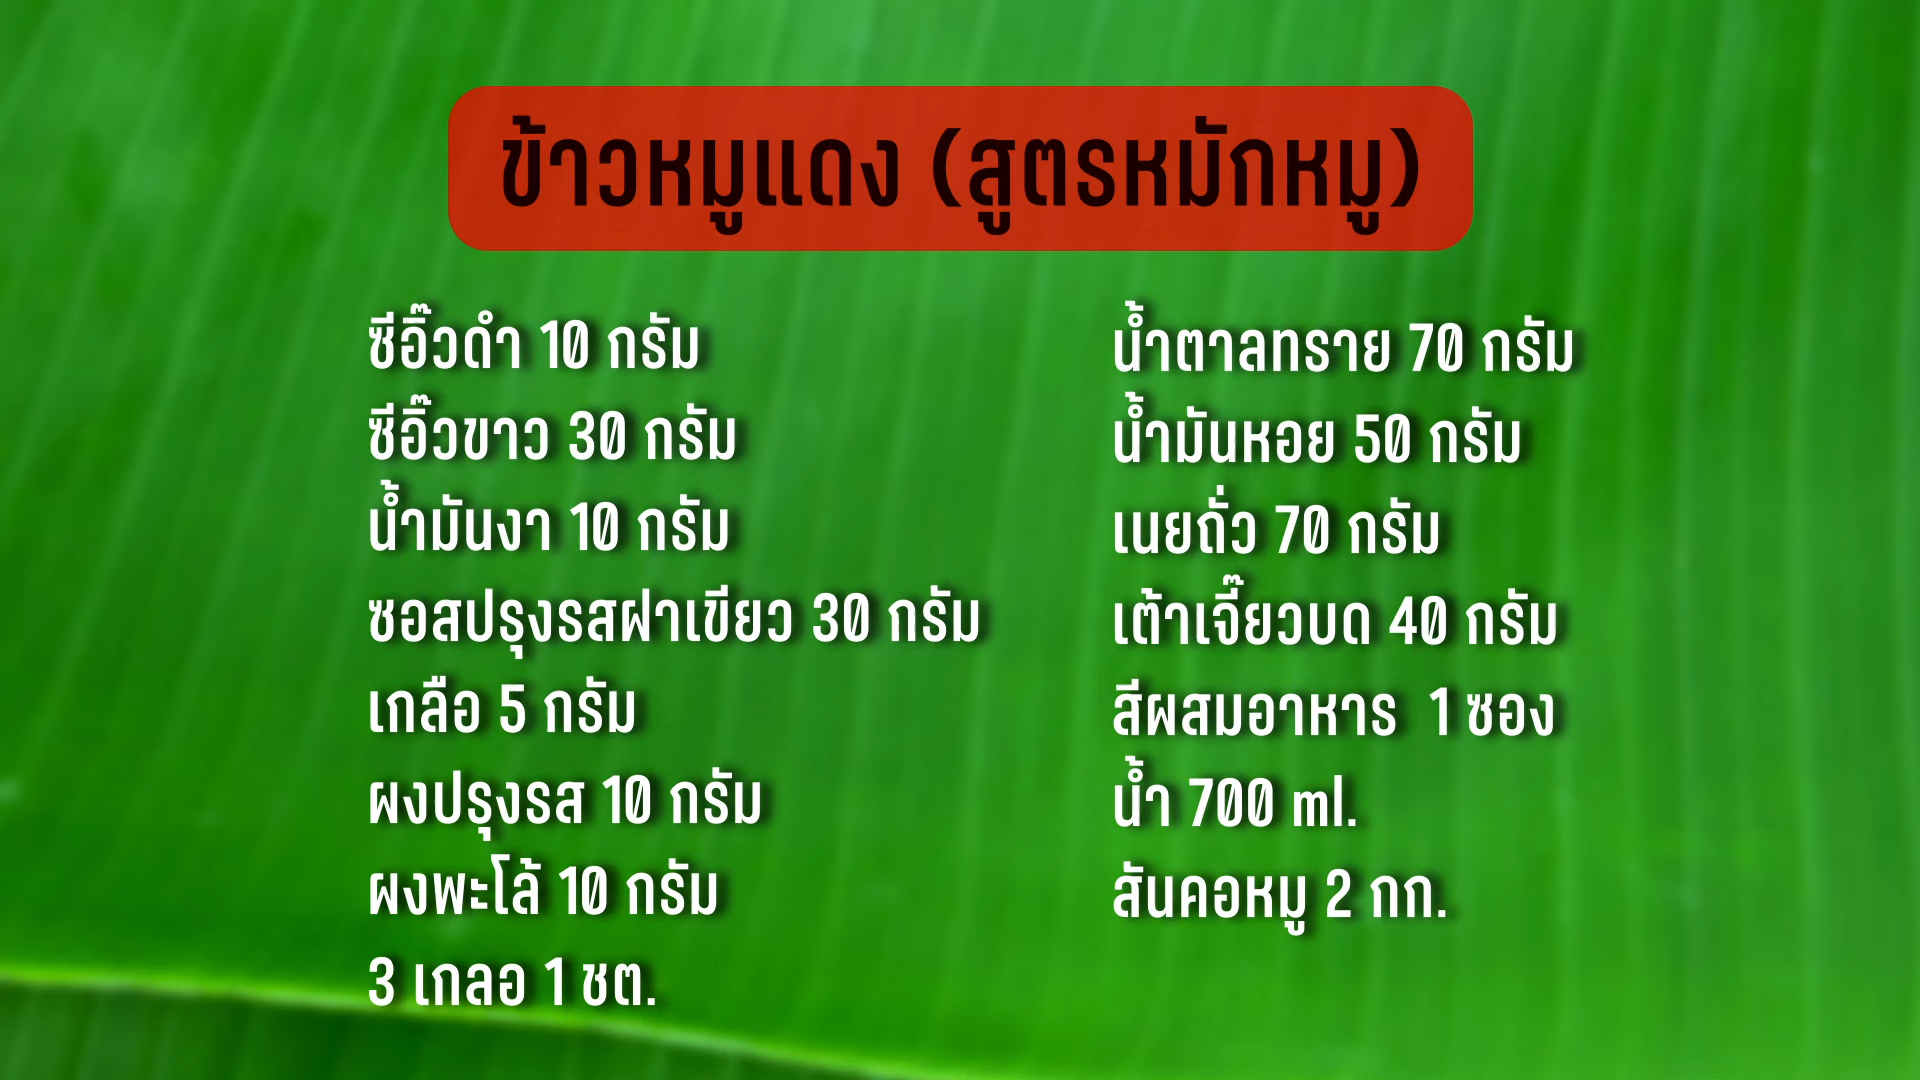 ข้าวหมูแดง (สูตรหมักหมู)
ซีอิ๊วดำ 10 กรัม
ซีอิ๊วขาว 30 กรัม
น้ำมันงา 10 กรัม
ซอสปรุงรสฝาเขียว 30 กรัม
เกลือ 5 กรัม
ผงปรุงรส 10 กรัม
ผงพะโล้ 10 กรัม
3 เกลอ 1 ชต.
น้ำตาลทราย 70 กรัม
น้ำมันหอย 50 กรัม
เนยถั่ว 70 กรัม
เต้าเจี๊ยวบด 40 กรัม
สีผสมอาหาร 1 ซอง
น้ำ 700 ml.
สันคอหมู 2 กก.